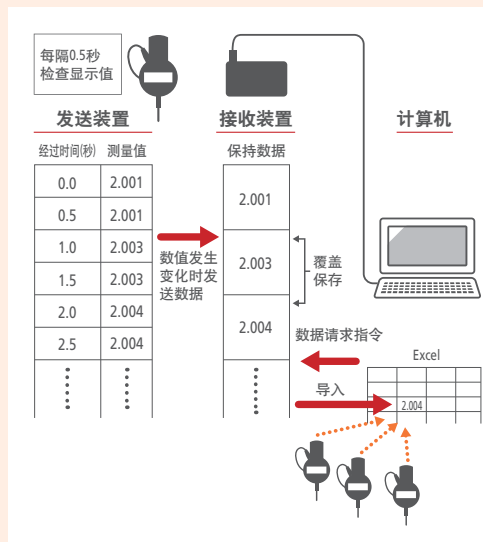 每隔0.5秒
检查显示值
发送装置
接收装置
计算机
经过时间(秒) 测量值
保持数据
0.0 2.001
0.5 2.001
1.0 2.003
1.5 2.003
2.0 2.004
2.5 2.004
数值发生
变化时发
送数据
2.001
2.003
2.004
覆盖
保存
数据请求指令
导入
Excel
2.004